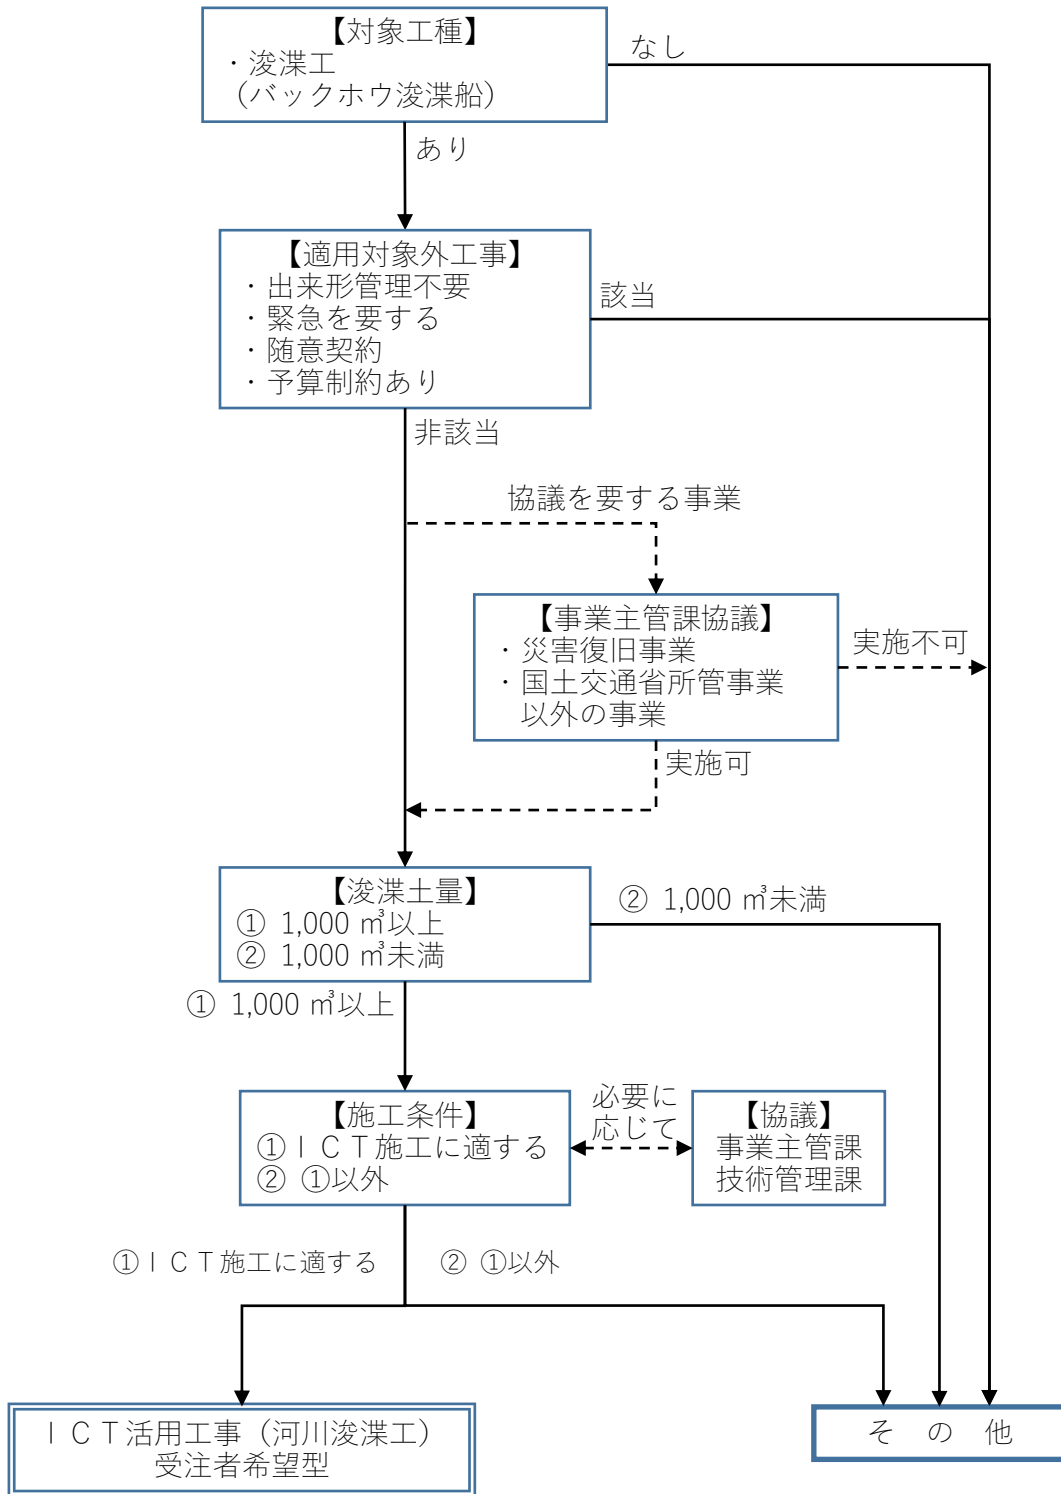 【対象工種】
・浚渫工
（バックホウ浚渫船）
なし
あり
【適用対象外工事】
・出来形管理不要
・緊急を要する
・随意契約
・予算制約あり
該当
非該当
協議を要する事業
【事業主管課協議】
・災害復旧事業
・国土交通省所管事業
以外の事業
実施不可
実施可
【浚渫土量】
① 1,000 ㎥以上
② 1,000 ㎥未満
② 1,000 ㎥未満
① 1,000 ㎥以上
【施工条件】
①ＩＣＴ施工に適する
② ①以外
必要に
応じて
【協議】
事業主管課
技術管理課
①ＩＣＴ施工に適する
② ①以外
ＩＣＴ活用工事（河川浚渫工）
受注者希望型
そ　の　他